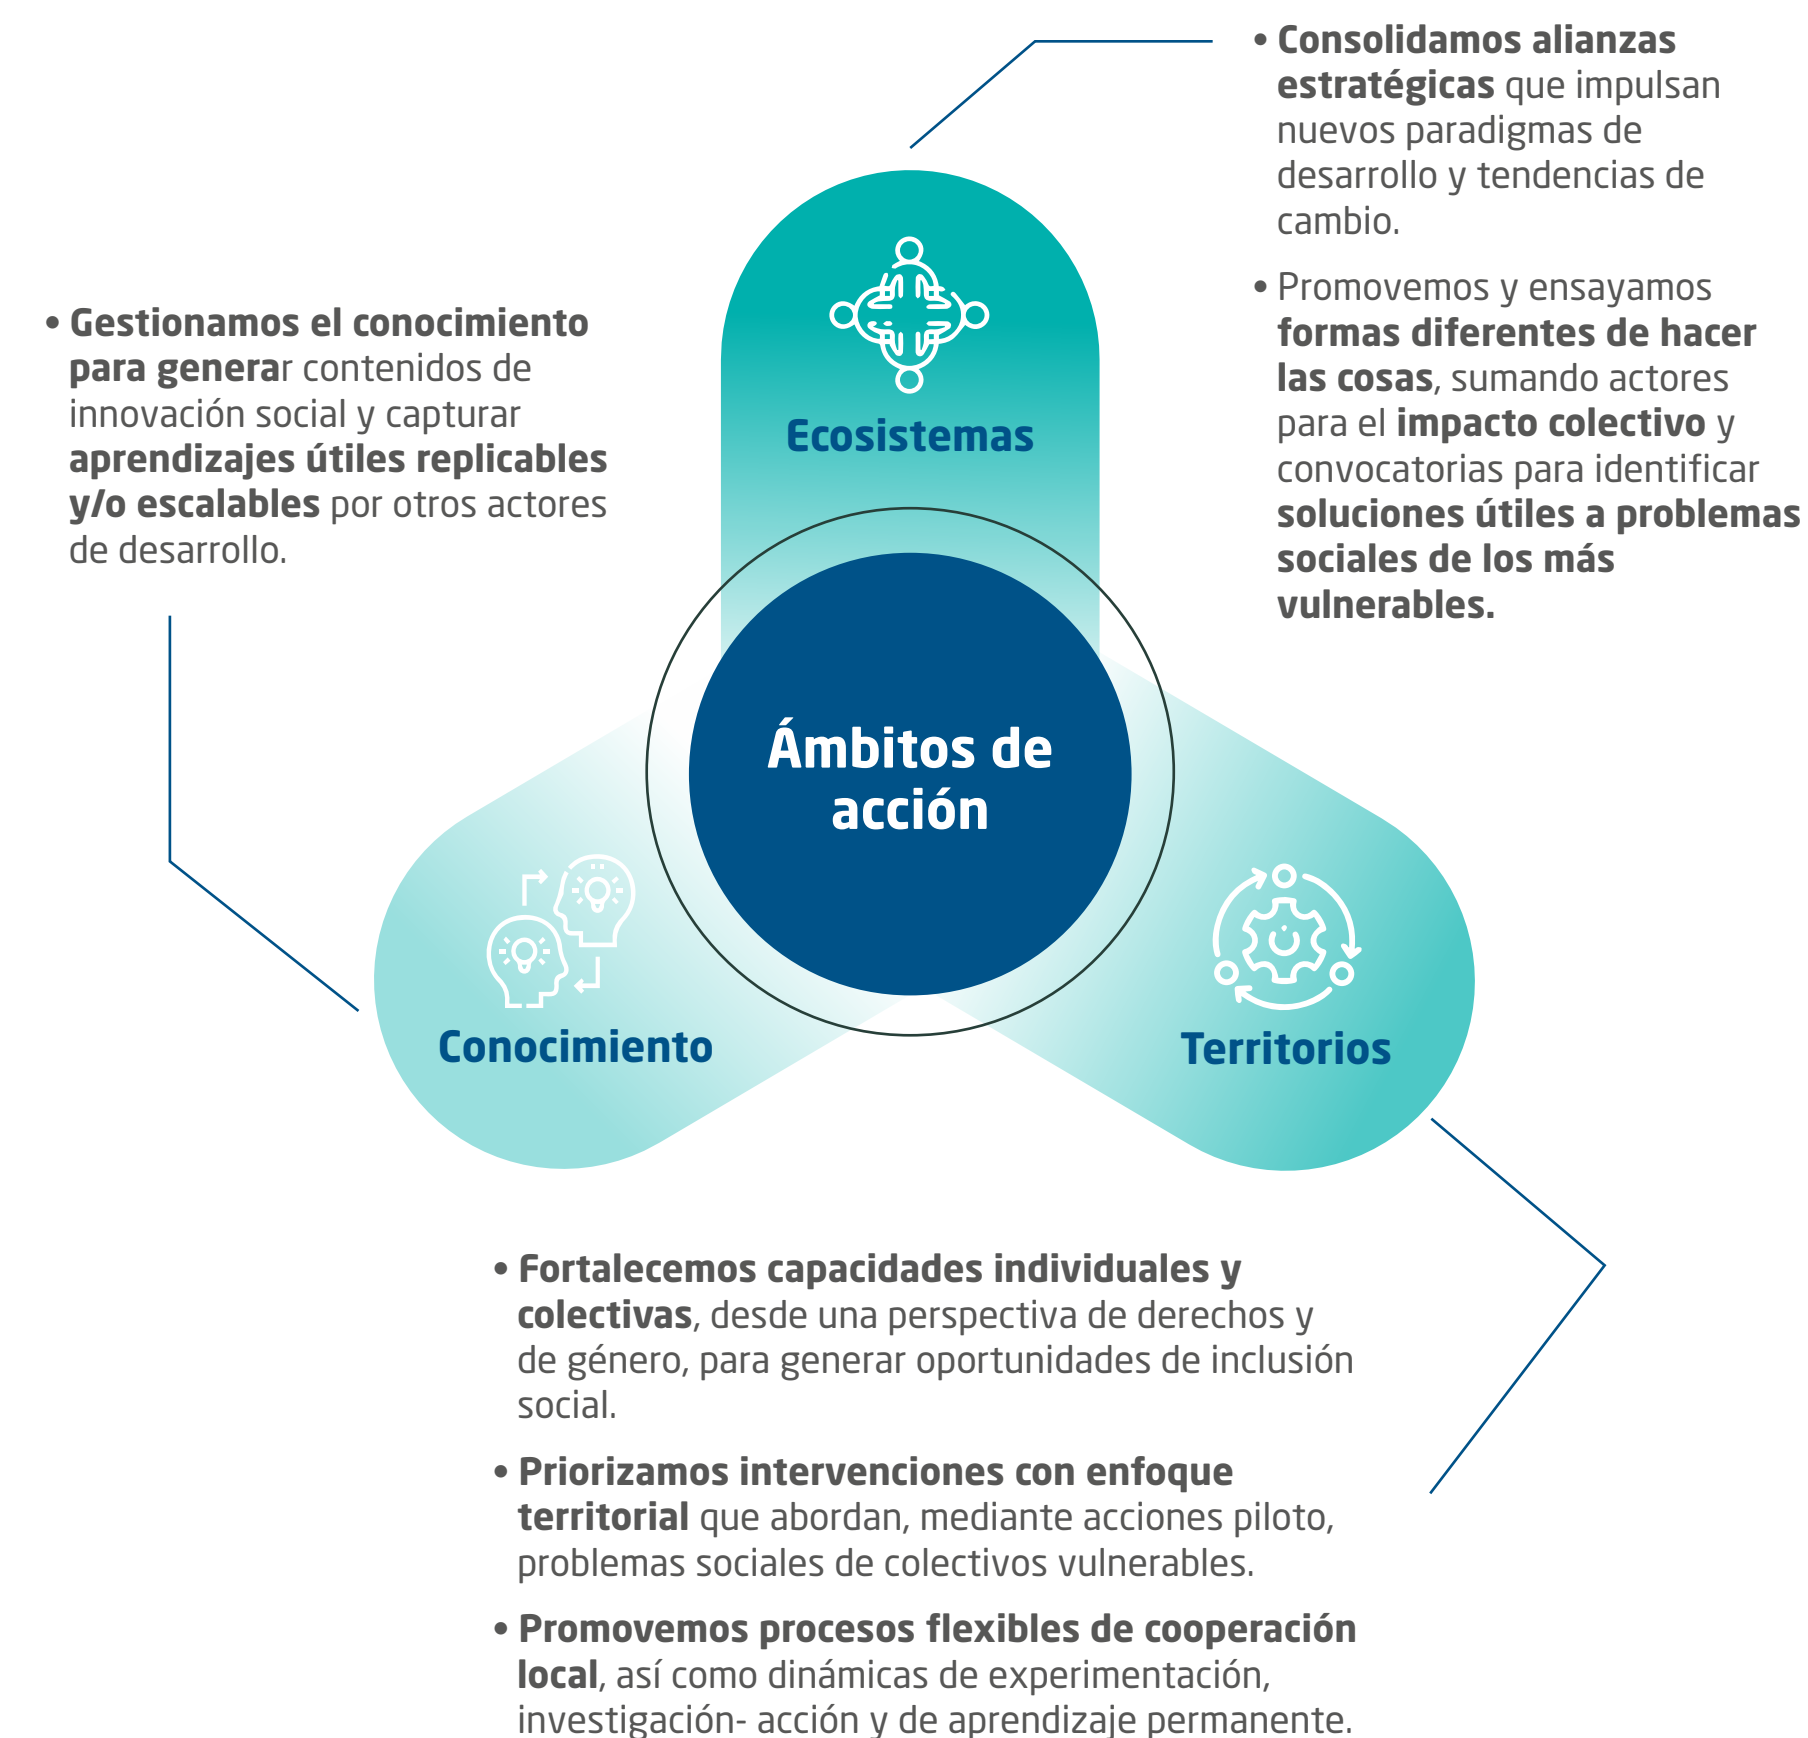 • Consolidamos alianzas
estratégicas que impulsan
nuevos paradigmas de
desarrollo y tendencias de
cambio.
• Promovemos y ensayamos
formas diferentes de hacer
las cosas, sumando actores
para el impacto colectivo y
convocatorias para identificar
soluciones útiles a problemas
sociales de los más
vulnerables.
• Gestionamos el conocimiento
para generar contenidos de
innovación social y capturar
aprendizajes útiles replicables
y/o escalables por otros actores
de desarrollo.
Ecosistemas
Ámbitos de
acción
Conocimiento
Territorios
• Fortalecemos capacidades individuales y
colectivas, desde una perspectiva de derechos y
de género, para generar oportunidades de inclusión
social.
• Priorizamos intervenciones con enfoque
territorial que abordan, mediante acciones piloto,
problemas sociales de colectivos vulnerables.
• Promovemos procesos flexibles de cooperación
local, así como dinámicas de experimentación,
investigación- acción y de aprendizaje permanente.